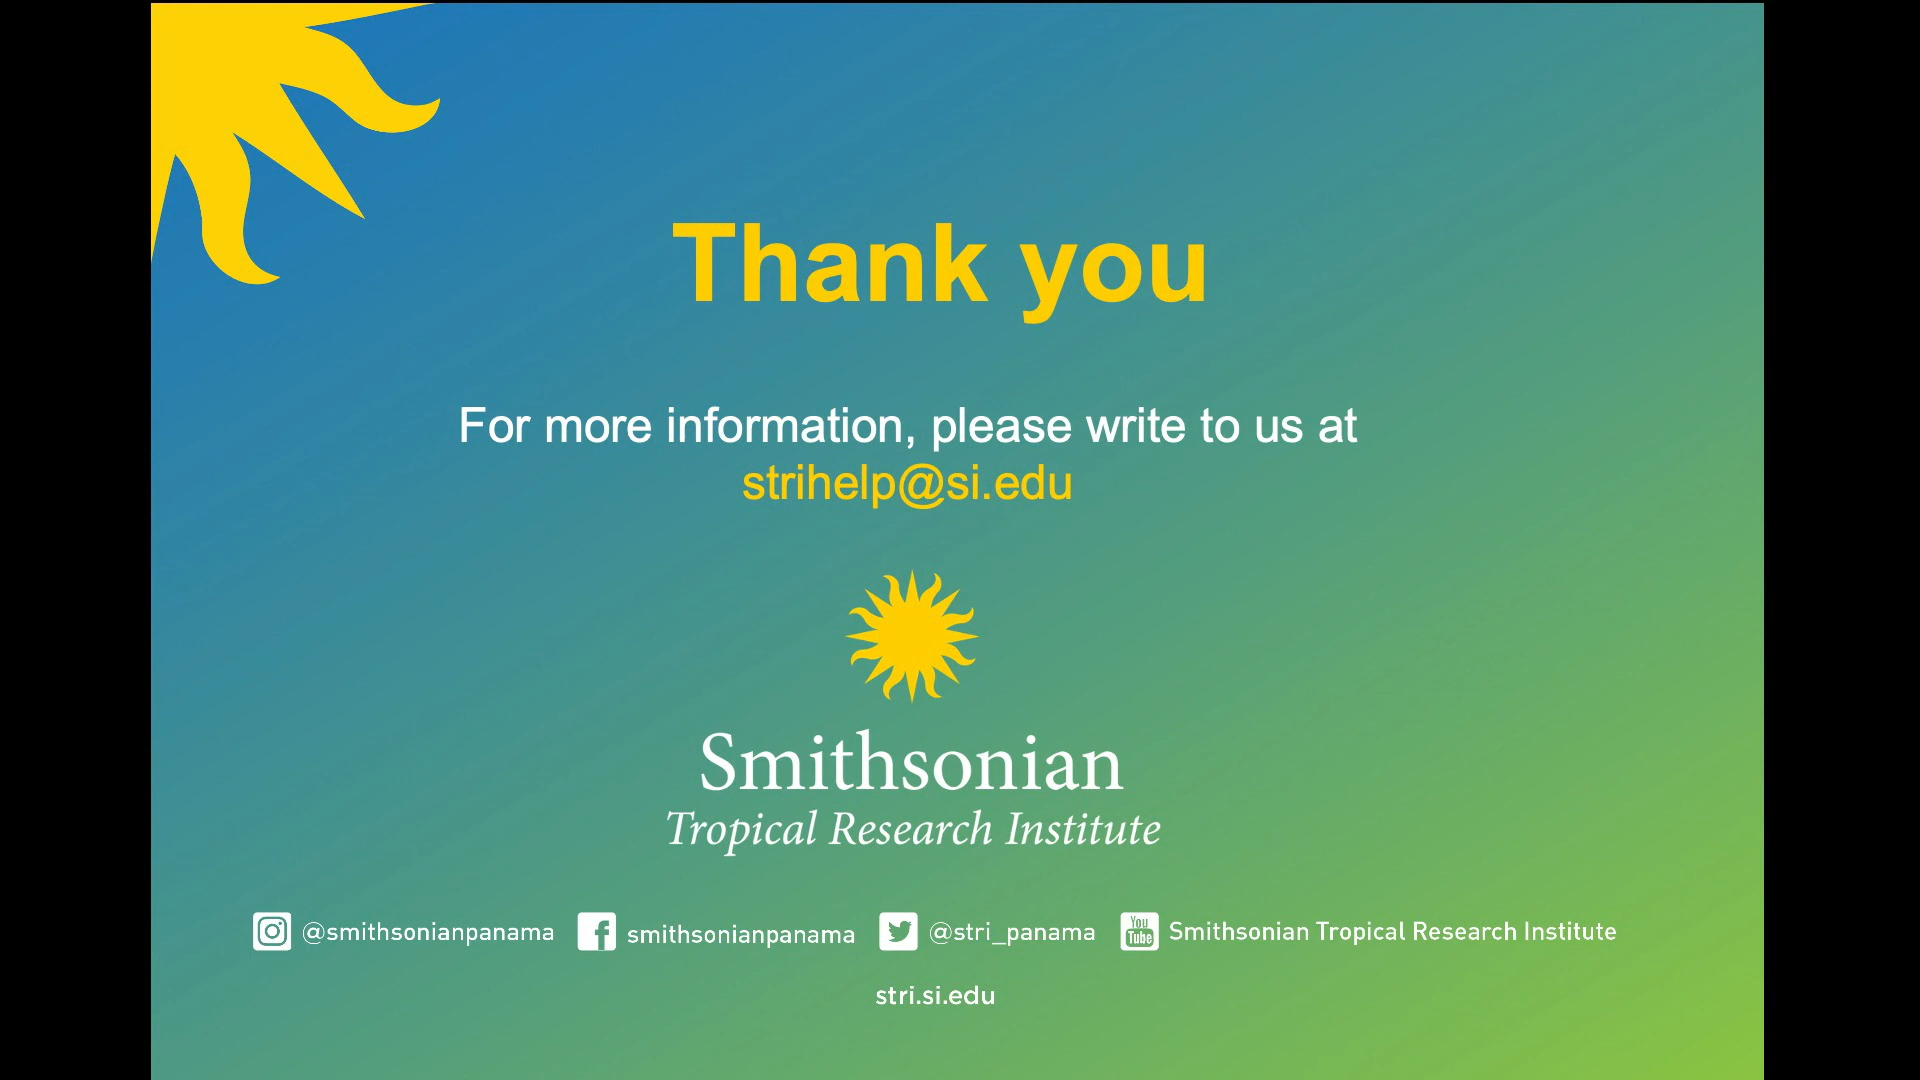 Thank you
For more information, please write to us at
strihelp@si.edu
Smithsonian
Tropical Research Institute
@smithsonianpanama smithsonianpanama @stri_panama You Tube Smithsonian Tropical Research Institute
stri.si.edu